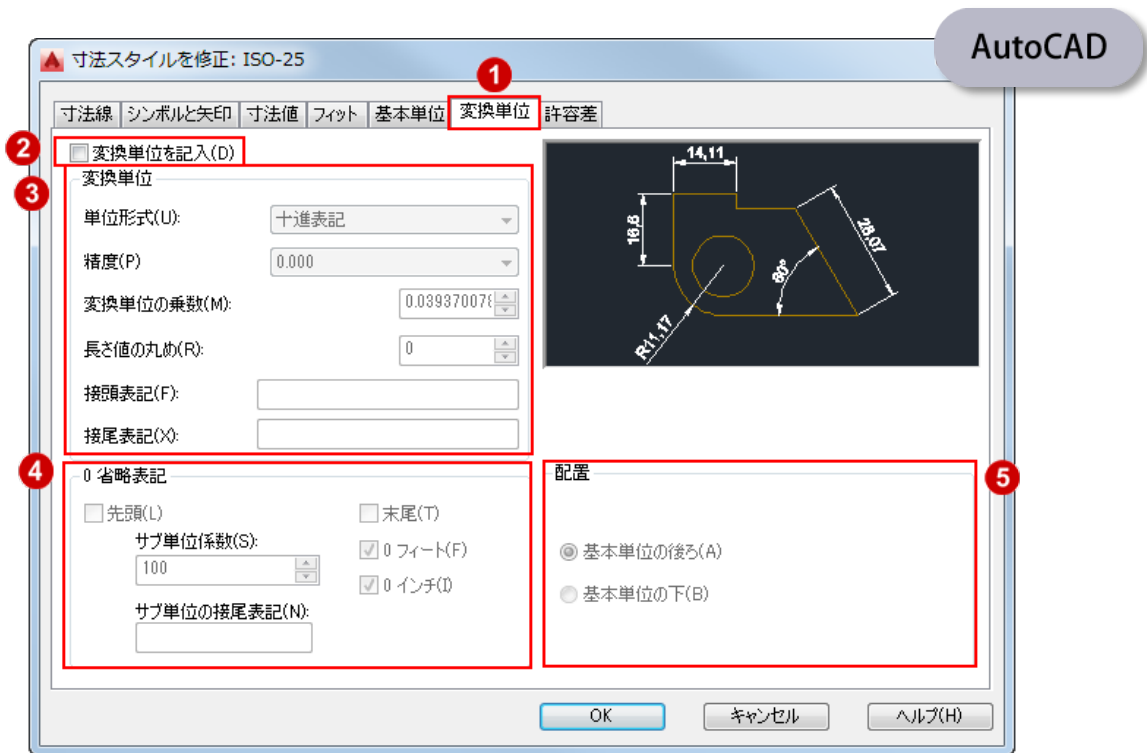 AutoCAD
寸法スタイルを修正: ISO-25
1
寸法線 シンボルと矢印 寸法値 フィット 基本単位 変換単位 許容差
2
変換単位を記入(D)
3
変換単位
単位形式(U): 十進表記
精度(P) 0.000
変換単位の乗数(M): 0.03937007
長さ値の丸め(R): 0
接頭表記(F):
接尾表記(X):
14,11
16,6
28,07
60°
R11,17
4
0 省略表記
先頭(L) 末尾(T)
サブ単位係数(S): 0 フィート(F)
100 0 インチ(I)
サブ単位の接尾表記(N):
5
配置
基本単位の後ろ(A)
基本単位の下(B)
OK キャンセル ヘルプ(H)